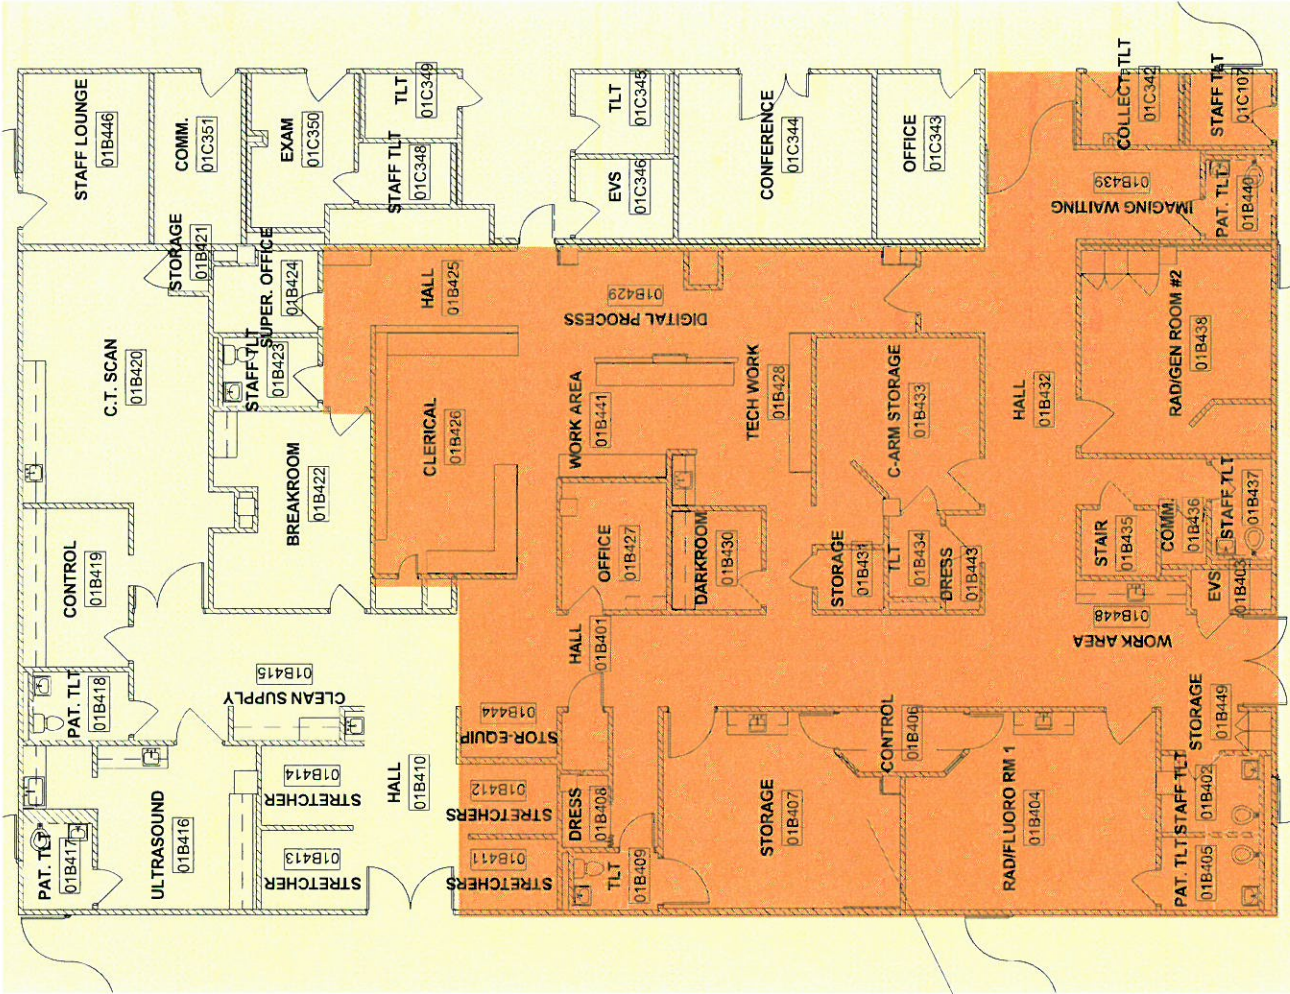 STAFF LOUNGE
01B446
COMM.
01C351
EXAM
01C350
TLT
01C349
STAFF TLT
01C348
TLT
01C345
EVS
01C346
CONFERENCE
01C344
OFFICE
01C343
COLLECT. TLT
01C342
STAFF TLT
01C107
IMAGING WAITING
01B439
PAT. TLT
01B440
STORAGE
01B421
SUPER. OFFICE
01B424
STAFF TLT
01B423
C.T. SCAN
01B420
HALL
01B425
DIGITAL PROCESS
01B429
CLERICAL
01B426
WORK AREA
01B441
TECH WORK
01B428
C-ARM STORAGE
01B433
HALL
01B432
RAD/GEN ROOM #2
01B438
BREAKROOM
01B422
CONTROL
01B419
OFFICE
01B427
DARKROOM
01B430
STORAGE
01B431
TLT
01B434
DRESS
01B443
STAIR
01B435
COMM.
01B436
STAFF TLT
01B437
EVS
01B403
WORK AREA
01B448
PAT. TLT
01B418
CLEAN SUPPLY
01B415
HALL
01B401
STOR-EQUIP
01B444
CONTROL
01B406
STORAGE
01B449
PAT. TLT
01B417
ULTRASOUND
01B416
STRETCHER
01B414
STRETCHER
01B413
HALL
01B410
STRETCHERS
01B412
STRETCHERS
01B411
DRESS
01B408
TLT
01B409
STORAGE
01B407
RAD/FLUORO RM 1
01B404
STAFF TLT
01B402
PAT. TLT
01B405